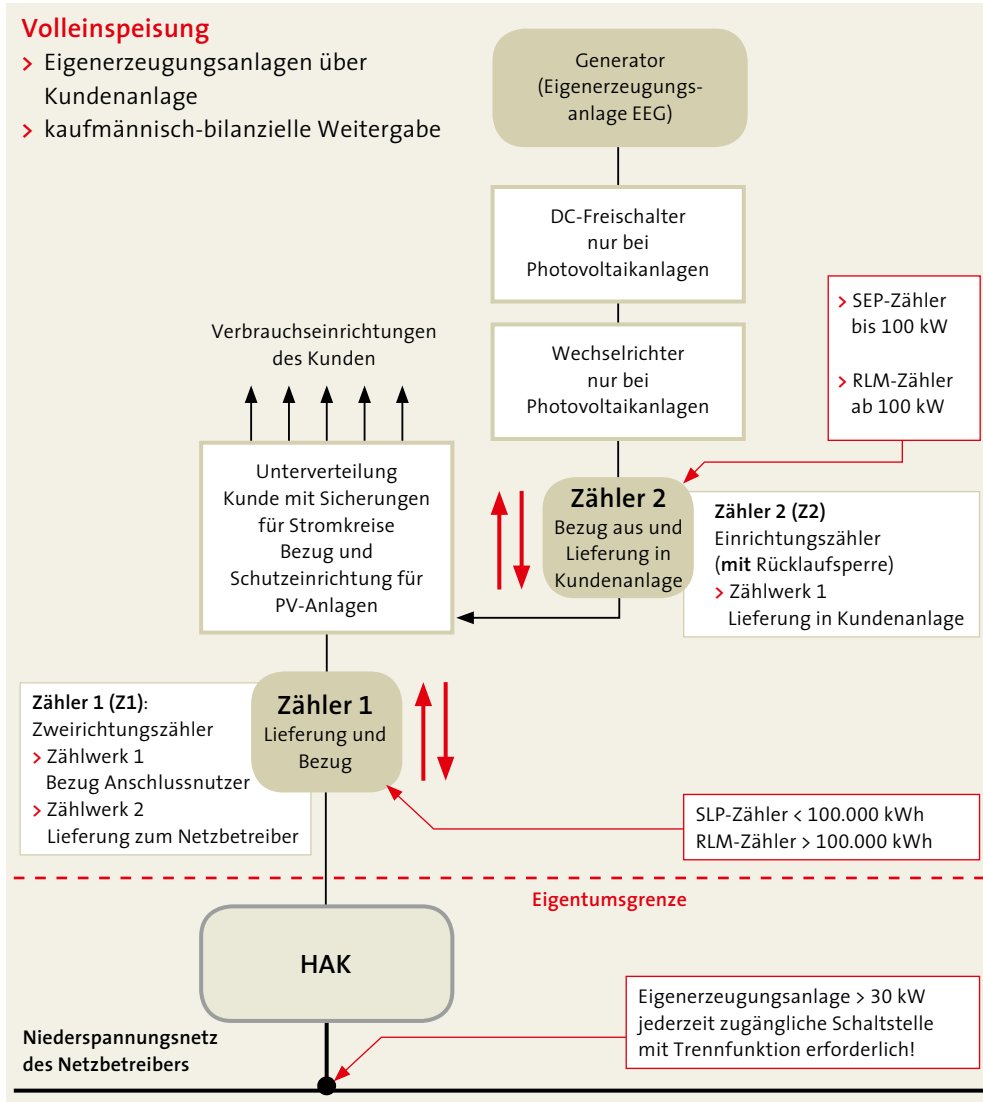 Volleinspeisung
> Eigenerzeugungsanlagen über
Kundenanlage
> kaufmännisch-bilanzielle Weitergabe
Generator
(Eigenerzeugungs-
anlage EEG)
DC-Freischalter
nur bei
Photovoltaikanlagen
> SEP-Zähler
bis 100 kW
> RLM-Zähler
ab 100 kW
Verbrauchseinrichtungen
des Kunden
Wechselrichter
nur bei
Photovoltaikanlagen
Unterverteilung
Kunde mit Sicherungen
für Stromkreise
Bezug und
Schutzeinrichtung für
PV-Anlagen
Zähler 2
Bezug aus und
Lieferung in
Kundenanlage
Zähler 2 (Z2)
Einrichtungszähler
(mit Rücklaufsperre)
> Zählwerk 1
Lieferung in Kundenanlage
Zähler 1 (Z1):
Zweirichtungszähler
> Zählwerk 1
Bezug Anschlussnutzer
> Zählwerk 2
Lieferung zum Netzbetreiber
Zähler 1
Lieferung und
Bezug
SLP-Zähler < 100.000 kWh
RLM-Zähler > 100.000 kWh
Eigentumsgrenze
HAK
Eigenerzeugungsanlage > 30 kW
jederzeit zugängliche Schaltstelle
mit Trennfunktion erforderlich!
Niederspannungsnetz
des Netzbetreibers